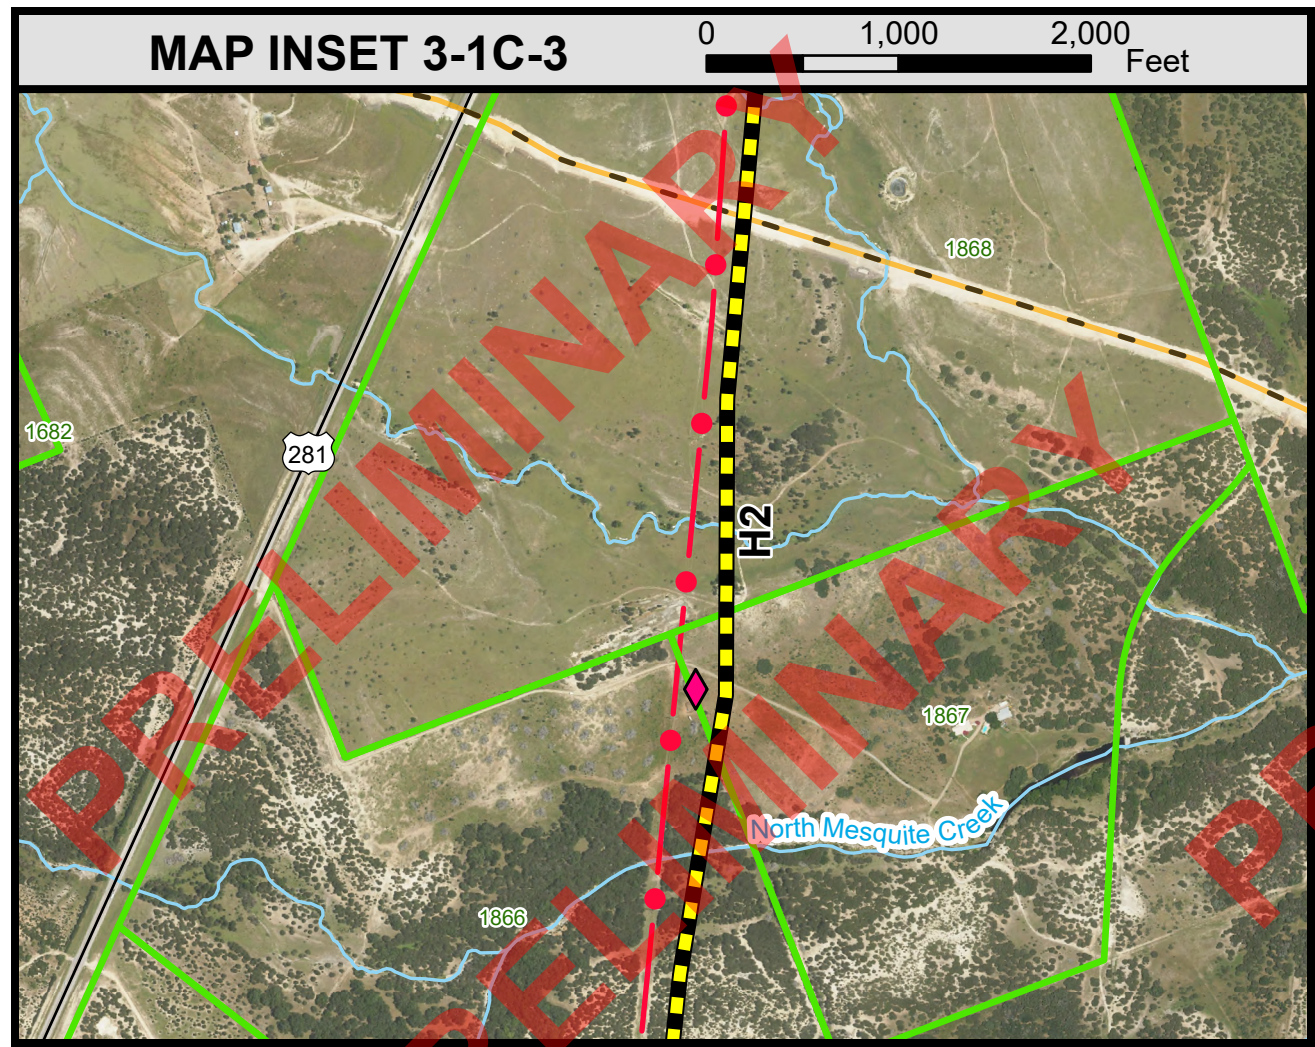 MAP INSET 3-1C-3
0 1,000 2,000
Feet
PRELIMINARY
1868
1682
281
H2
PRELIMINARY
1867
North Mesquite Creek
PR
1866